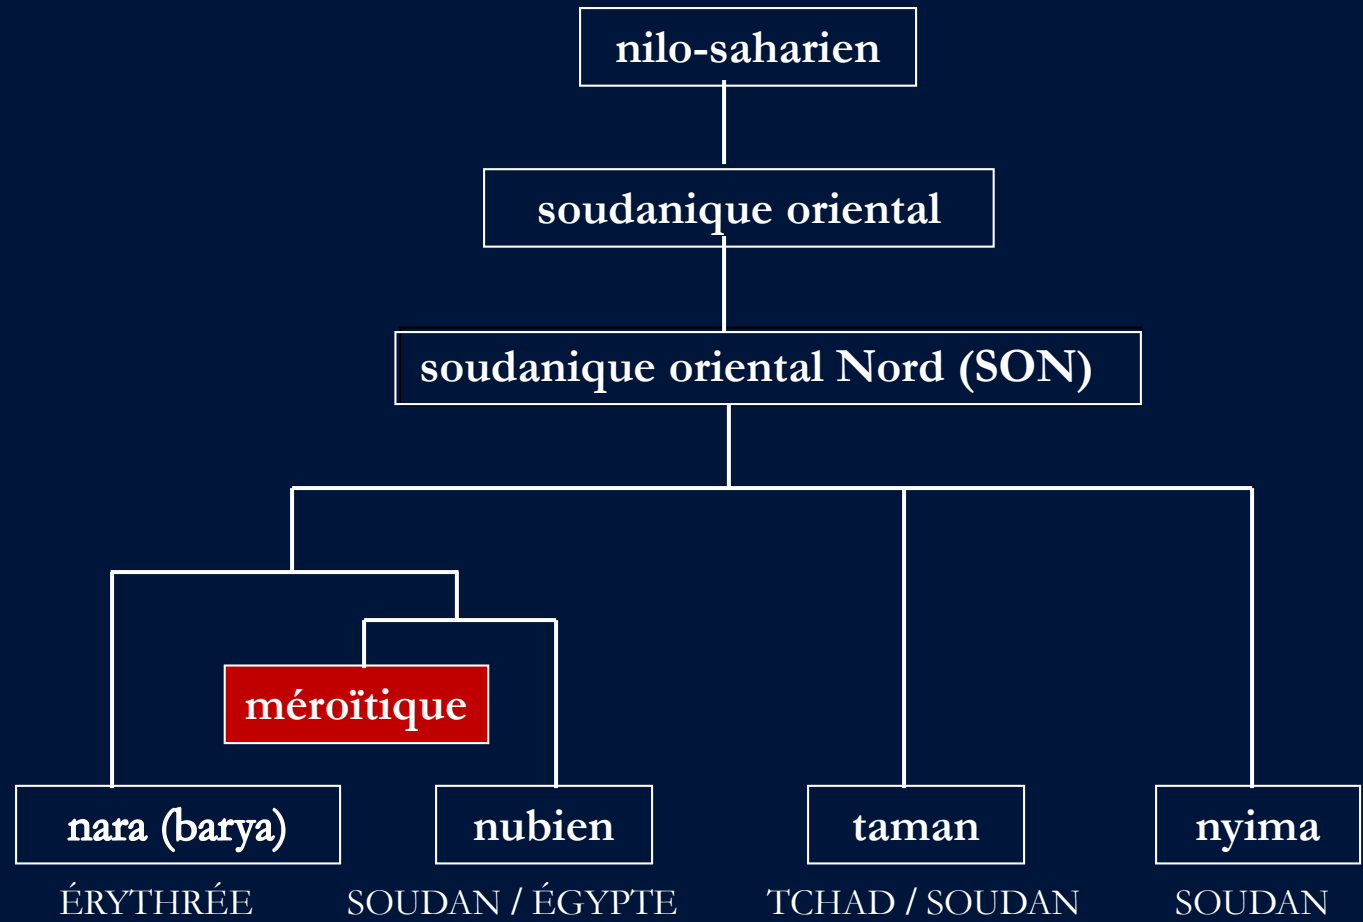 nilo-saharien
soudanique oriental
soudanique oriental Nord (SON)
méroïtique
nara (barya)
nubien
taman
nyima
ÉRYTHRÉE
SOUDAN / ÉGYPTE
TCHAD / SOUDAN
SOUDAN